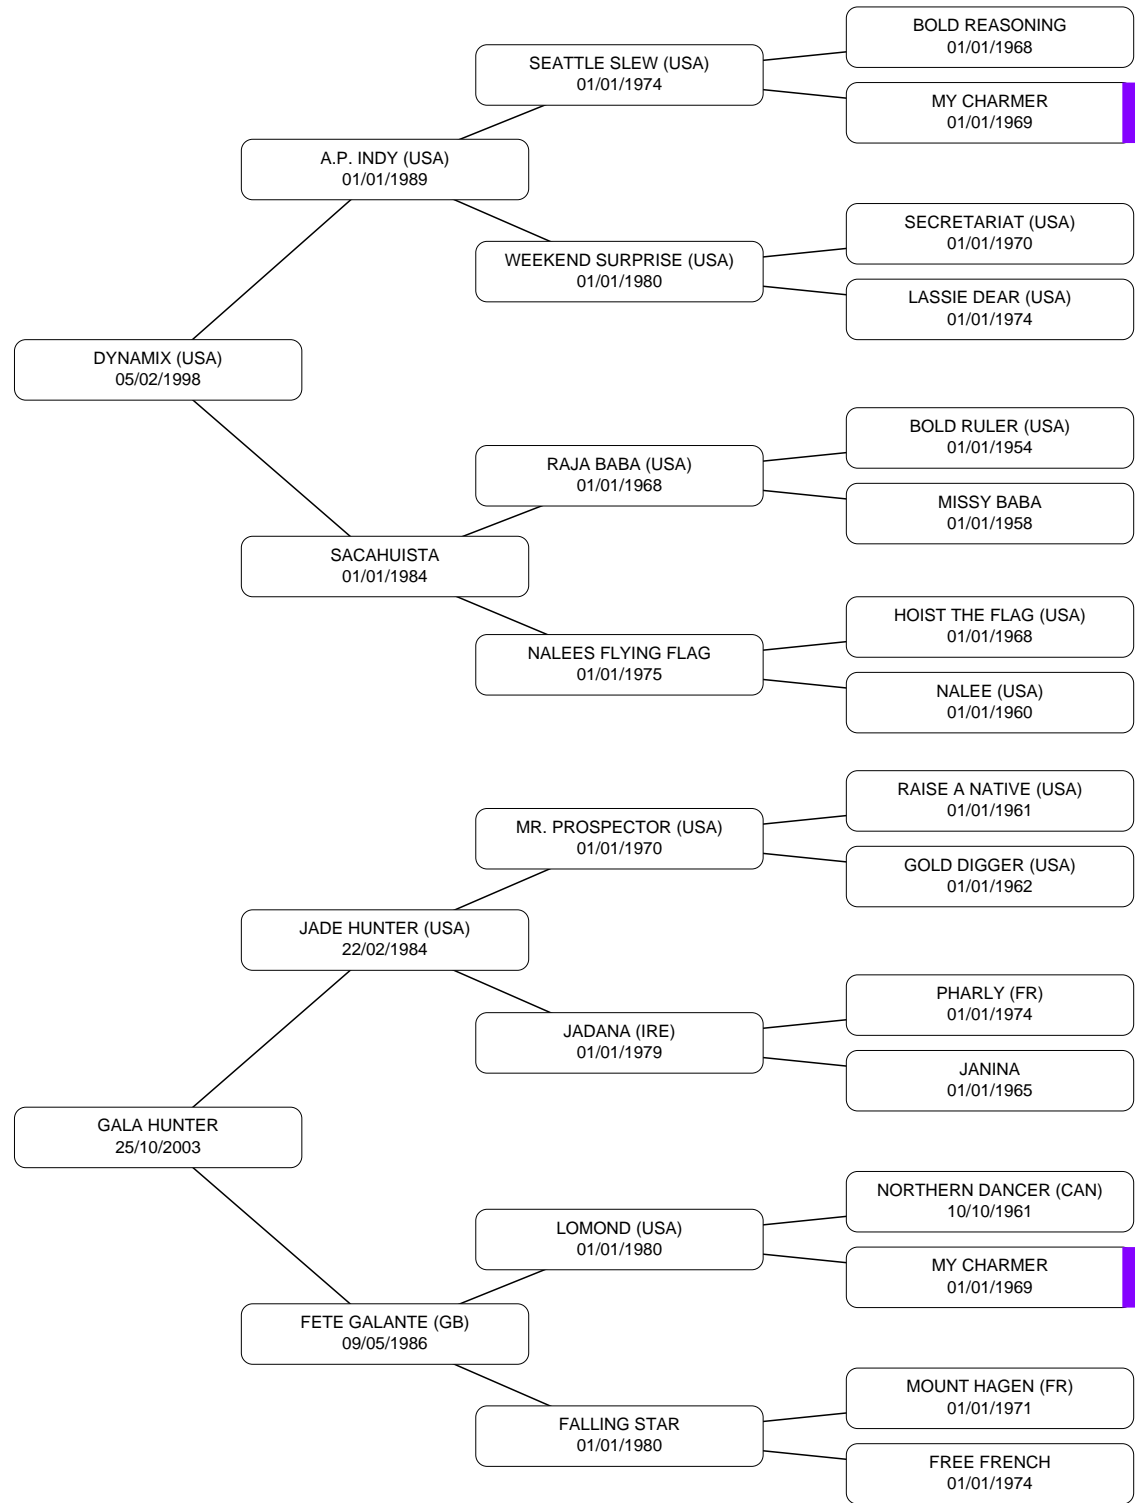 BOLD REASONING
01/01/1968
SEATTLE SLEW (USA)
01/01/1974
MY CHARMER
01/01/1969
A.P. INDY (USA)
01/01/1989
SECRETARIAT (USA)
01/01/1970
WEEKEND SURPRISE (USA)
01/01/1980
LASSIE DEAR (USA)
01/01/1974
DYNAMIX (USA)
05/02/1998
BOLD RULER (USA)
01/01/1954
RAJA BABA (USA)
01/01/1968
MISSY BABA
01/01/1958
SACAHUISTA
01/01/1984
HOIST THE FLAG (USA)
01/01/1968
NALEES FLYING FLAG
01/01/1975
NALEE (USA)
01/01/1960
RAISE A NATIVE (USA)
01/01/1961
MR. PROSPECTOR (USA)
01/01/1970
GOLD DIGGER (USA)
01/01/1962
JADE HUNTER (USA)
22/02/1984
PHARLY (FR)
01/01/1974
JADANA (IRE)
01/01/1979
JANINA
01/01/1965
GALA HUNTER
25/10/2003
NORTHERN DANCER (CAN)
10/10/1961
LOMOND (USA)
01/01/1980
MY CHARMER
01/01/1969
FETE GALANTE (GB)
09/05/1986
MOUNT HAGEN (FR)
01/01/1971
FALLING STAR
01/01/1980
FREE FRENCH
01/01/1974